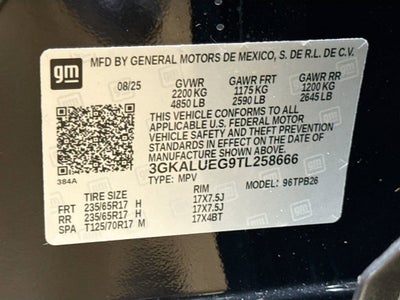 gm
MFD BY GENERAL MOTORS DE MEXICO, S. DE R.L. DE C.V.
08/25 GVWR GAWR FRT GAWR RR
2200 KG 1175 KG 1200 KG
4850 LB 2590 LB 2645 LB
THIS VEHICLE CONFORMS TO ALL
APPLICABLE U.S. FEDERAL MOTOR
VEHICLE SAFETY AND THEFT PREVENTION
STANDARDS IN EFFECT ON THE DATE OF
MANUFACTURE SHOWN ABOVE.
3GKALUEG9TL258666
384A TYPE: MPV MODEL: 96TPB26
TIRE SIZE RIM
FRT 235/65R17 H 17X7.5J
RR 235/65R17 H 17X7.5J
SPA T125/70R17 M 17X4BT